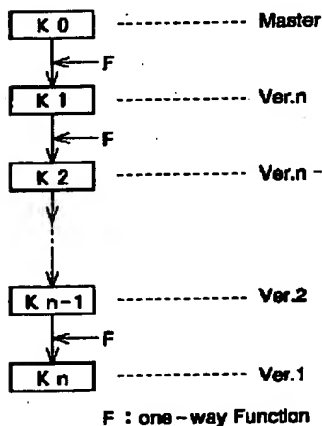 K 0 Master
F
K 1 Ver.n
F
K 2 Ver.n -
K n-1 Ver.2
F
K n Ver.1
F : one-way Function